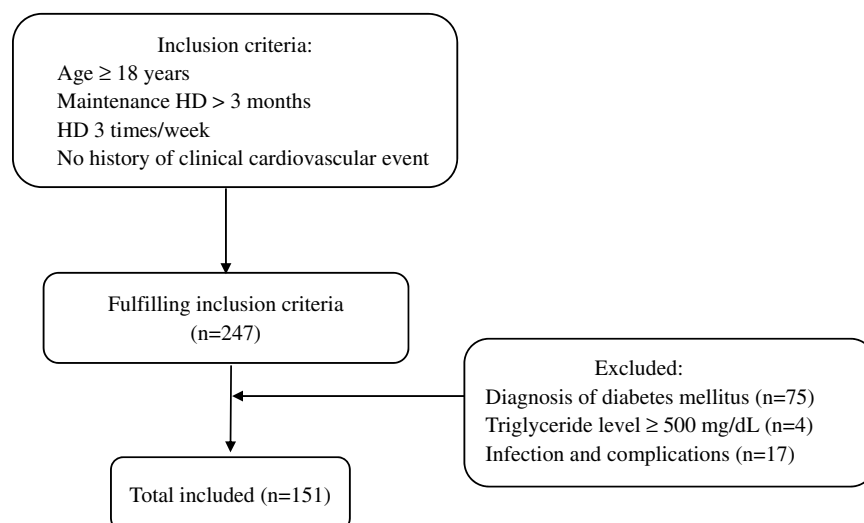 Inclusion criteria:
Age ≥ 18 years
Maintenance HD > 3 months
HD 3 times/week
No history of clinical cardiovascular event
Fulfilling inclusion criteria
(n=247)
Excluded:
Diagnosis of diabetes mellitus (n=75)
Triglyceride level ≥ 500 mg/dL (n=4)
Infection and complications (n=17)
Total included (n=151)